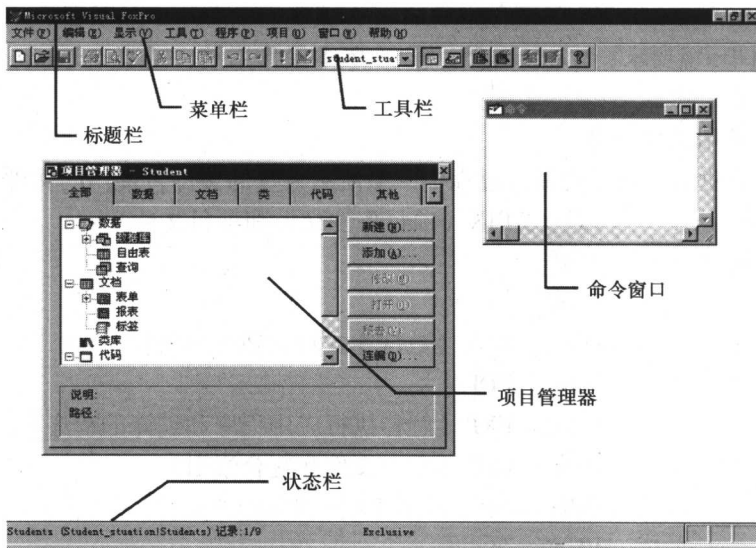 Microsoft Visual FoxPro
文件(F) 编辑(E) 显示(V) 工具(T) 程序(P) 项目(Q) 窗口(W) 帮助(H)
student_stua
菜单栏
工具栏
标题栏
命令
项目管理器 - Student
全部 数据 文档 类 代码 其他
数据
数据库
自由表
查询
文档
表单
报表
标签
类库
代码
新建(N)...
添加(A)...
修改(M)
打开(O)
连编(D)...
说明:
路径:
命令窗口
项目管理器
状态栏
Students (Student_stuation!Students) 记录:1/9 Exclusive